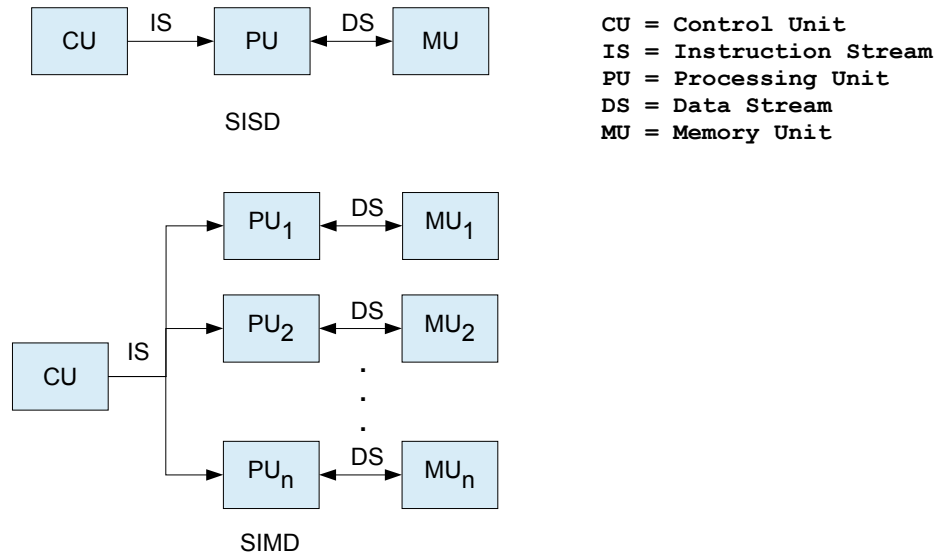 CU IS PU DS MU
SISD
CU = Control Unit
IS = Instruction Stream
PU = Processing Unit
DS = Data Stream
MU = Memory Unit
PU1 DS MU1
PU2 DS MU2
CU IS
.
.
.
PUn DS MUn
SIMD